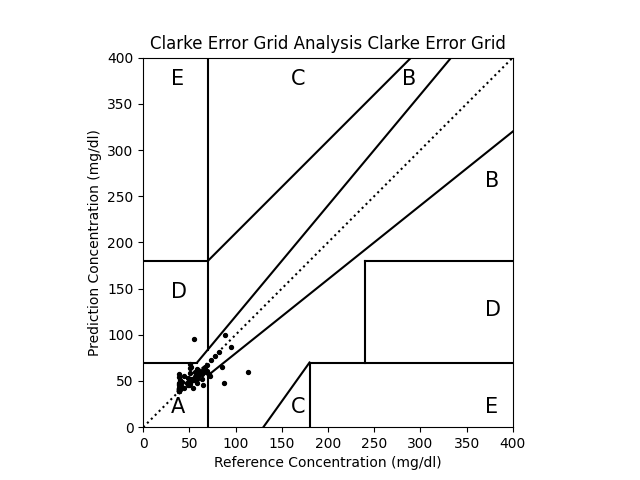 Clarke Error Grid Analysis Clarke Error Grid
400
350
300
250
200
150
100
50
0
Prediction Concentration (mg/dl)
E
C
B
B
D
D
A
C
E
0 50 100 150 200 250 300 350 400
Reference Concentration (mg/dl)